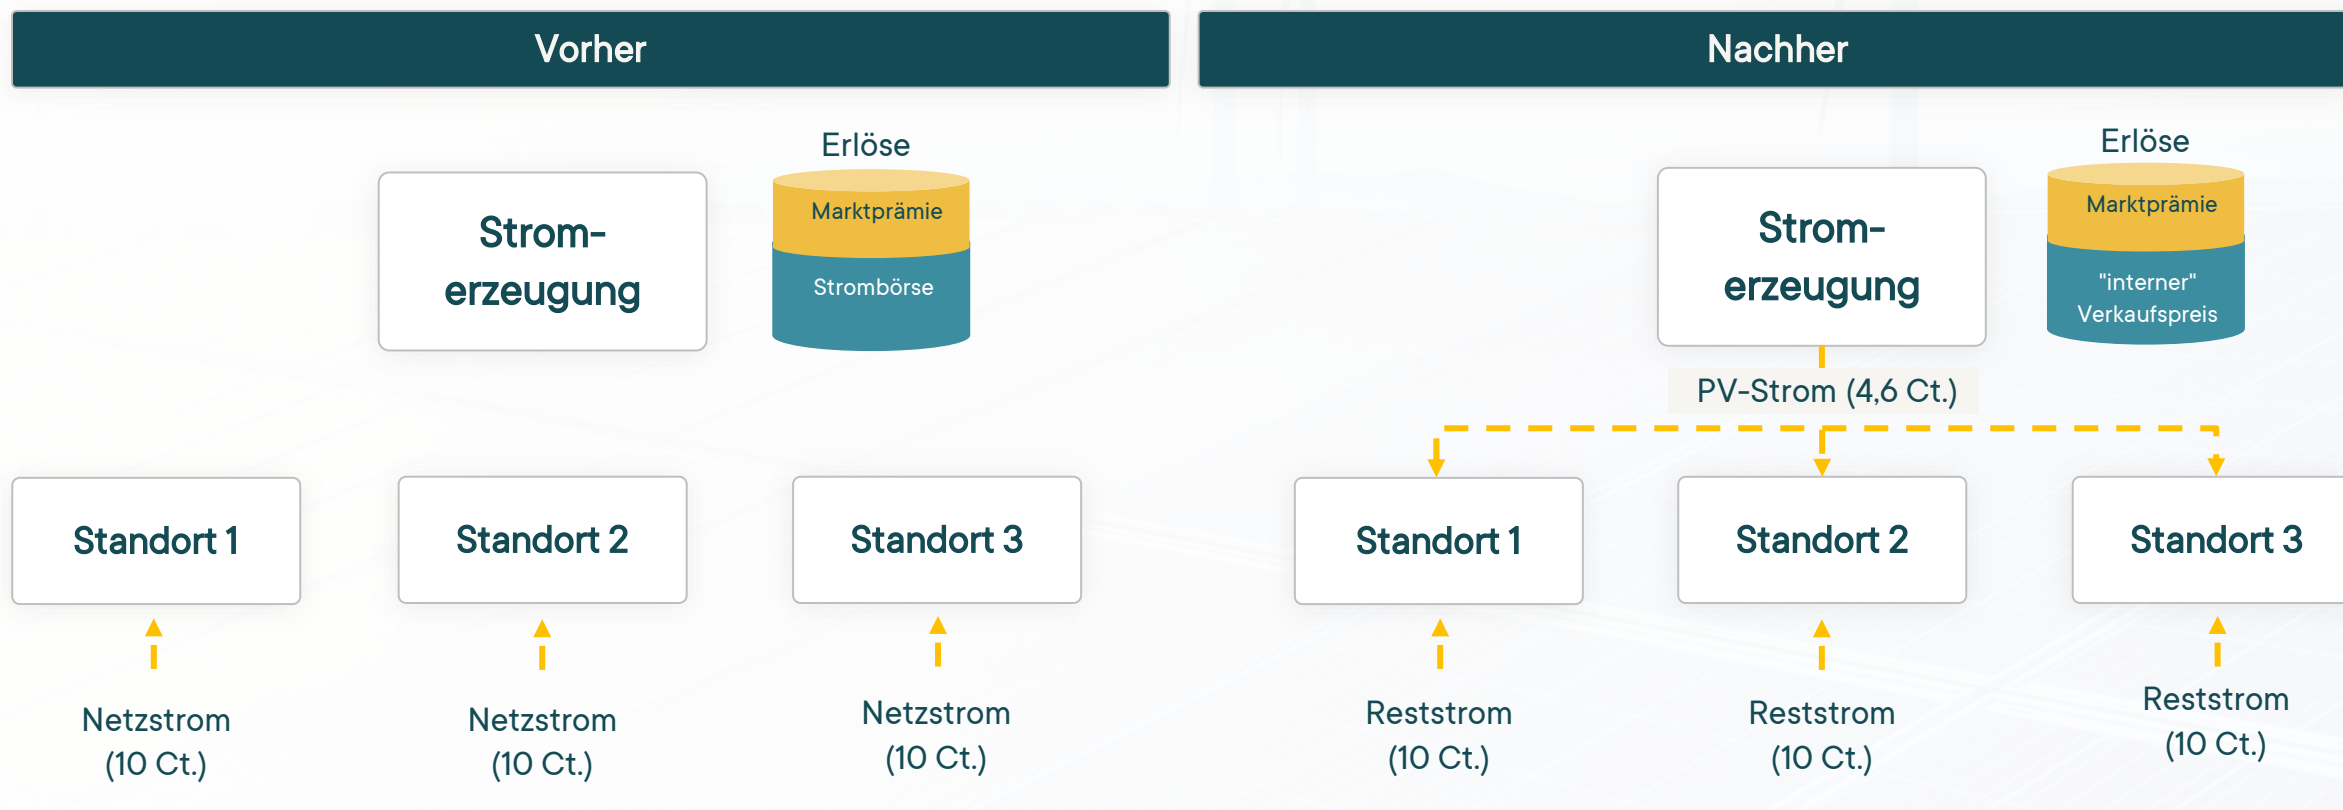 Vorher
Erlöse
Strom-
erzeugung
Marktprämie
Strombörse
Standort 1
Standort 2
Standort 3
Netzstrom
(10 Ct.)
Netzstrom
(10 Ct.)
Netzstrom
(10 Ct.)
Nachher
Erlöse
Strom-
erzeugung
Marktprämie
"interner"
Verkaufspreis
PV-Strom (4,6 Ct.)
Standort 1
Standort 2
Standort 3
Reststrom
(10 Ct.)
Reststrom
(10 Ct.)
Reststrom
(10 Ct.)